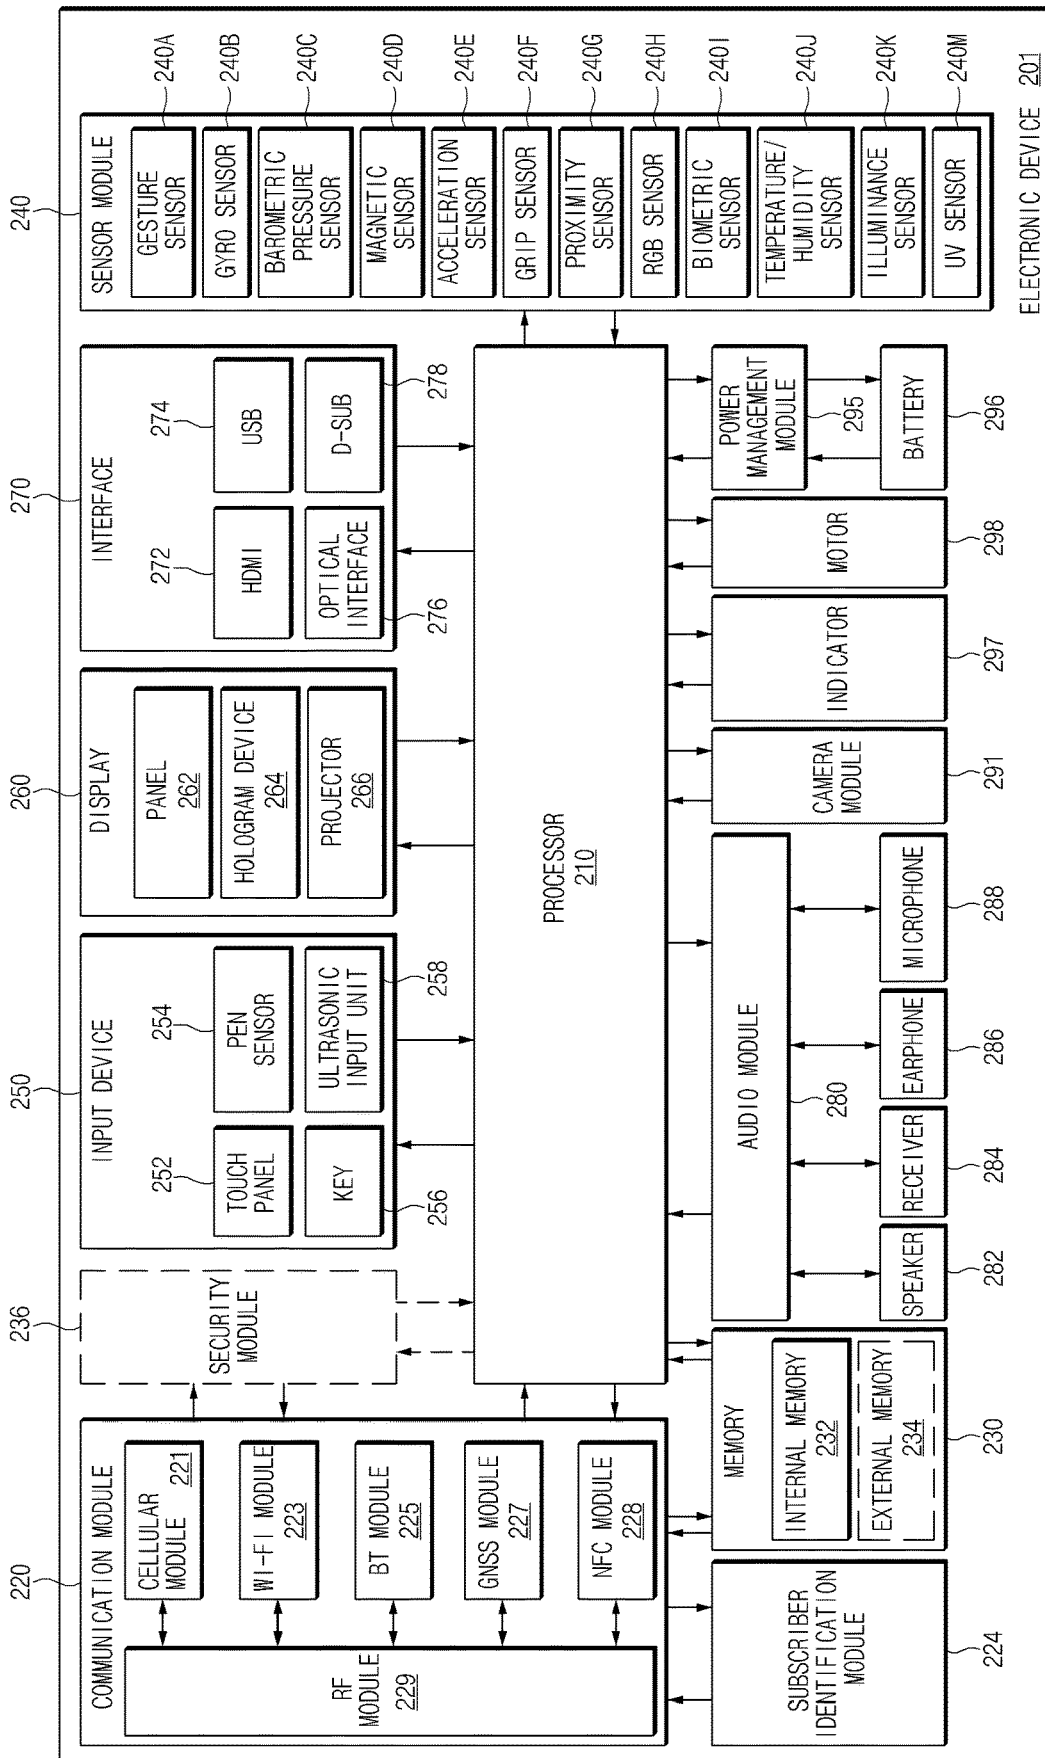 220
COMMUNICATION MODULE
RF
MODULE
229
CELLULAR
MODULE
221
WI-FI MODULE
223
BT MODULE
225
GNSS MODULE
227
NFC MODULE
228
236
SECURITY
MODULE
250
INPUT DEVICE
252
TOUCH
PANEL
254
PEN
SENSOR
KEY
256
ULTRASONIC
INPUT UNIT
258
260
DISPLAY
PANEL
262
HOLOGRAM DEVICE
264
PROJECTOR
266
270
INTERFACE
272
HDMI
274
USB
OPTICAL
INTERFACE
276
D-SUB
278
240
SENSOR MODULE
GESTURE
SENSOR
240A
GYRO SENSOR
240B
BAROMETRIC
PRESSURE
SENSOR
240C
MAGNETIC
SENSOR
240D
ACCELERATION
SENSOR
240E
GRIP SENSOR
240F
PROXIMITY
SENSOR
240G
RGB SENSOR
240H
BIOMETRIC
SENSOR
240I
TEMPERATURE/
HUMIDITY
SENSOR
240J
ILLUMINANCE
SENSOR
240K
UV SENSOR
240M
PROCESSOR
210
SUBSCRIBER
IDENTIFICATION
MODULE
224
MEMORY
INTERNAL MEMORY
232
EXTERNAL MEMORY
234
230
AUDIO MODULE
280
SPEAKER
282
RECEIVER
284
EARPHONE
286
MICROPHONE
288
CAMERA
MODULE
291
INDICATOR
297
MOTOR
298
POWER
MANAGEMENT
MODULE
295
BATTERY
296
ELECTRONIC DEVICE 201